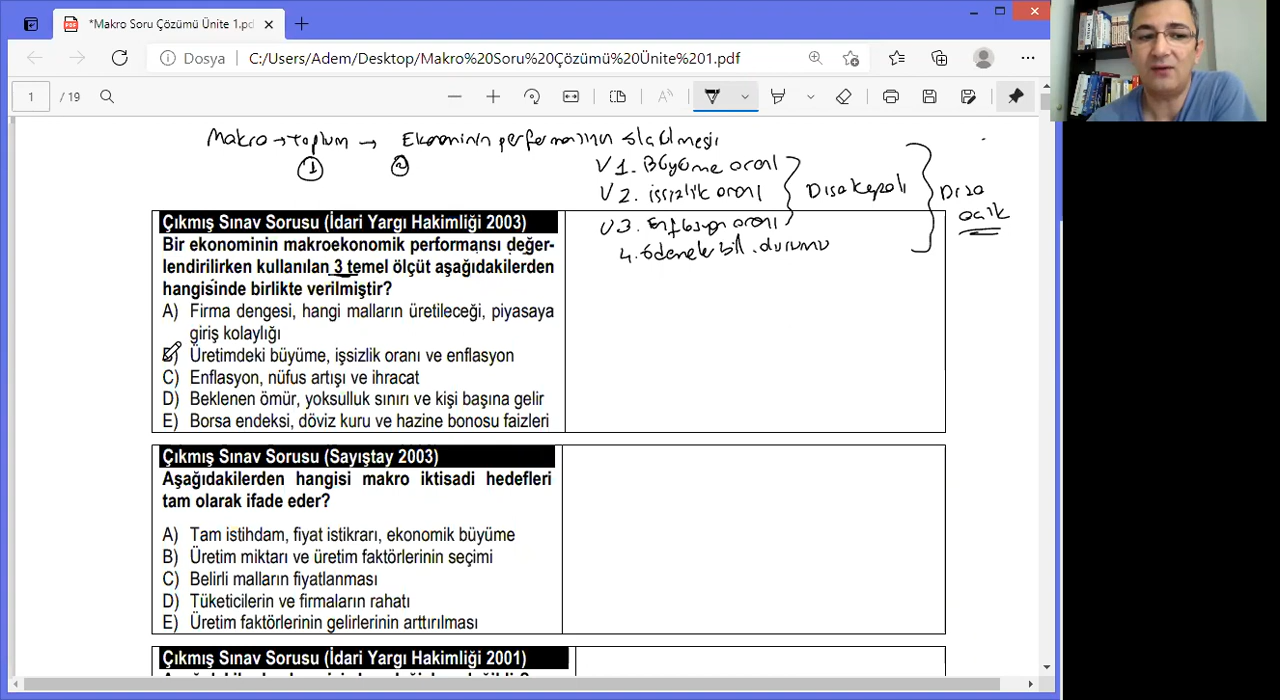 *Makro Soru Çözümü Ünite 1.pd
Dosya
C:/Users/Adem/Desktop/Makro%20Soru%20Çözümü%20Ünite%201.pdf
1 / 19
Makro → toplum → Ekonominin performansının ölçülmesi
1 2
V 1. Büyüme oranı
V 2. işsizlik oranı
V 3. Enflasyon oranı
4. ödemeler bil. durumu
Dışa kapalı
Dışa
açık
Çıkmış Sınav Sorusu (İdari Yargı Hakimliği 2003)
Bir ekonominin makroekonomik performansı değer-
lendirilirken kullanılan 3 temel ölçüt aşağıdakilerden
hangisinde birlikte verilmiştir?
A) Firma dengesi, hangi malların üretileceği, piyasaya
giriş kolaylığı
Üretimdeki büyüme, işsizlik oranı ve enflasyon
C) Enflasyon, nüfus artışı ve ihracat
D) Beklenen ömür, yoksulluk sınırı ve kişi başına gelir
E) Borsa endeksi, döviz kuru ve hazine bonosu faizleri
Çıkmış Sınav Sorusu (Sayıştay 2003)
Aşağıdakilerden hangisi makro iktisadi hedefleri
tam olarak ifade eder?
A) Tam istihdam, fiyat istikrarı, ekonomik büyüme
B) Üretim miktarı ve üretim faktörlerinin seçimi
C) Belirli malların fiyatlanması
D) Tüketicilerin ve firmaların rahatı
E) Üretim faktörlerinin gelirlerinin arttırılması
Çıkmış Sınav Sorusu (İdari Yargı Hakimliği 2001)